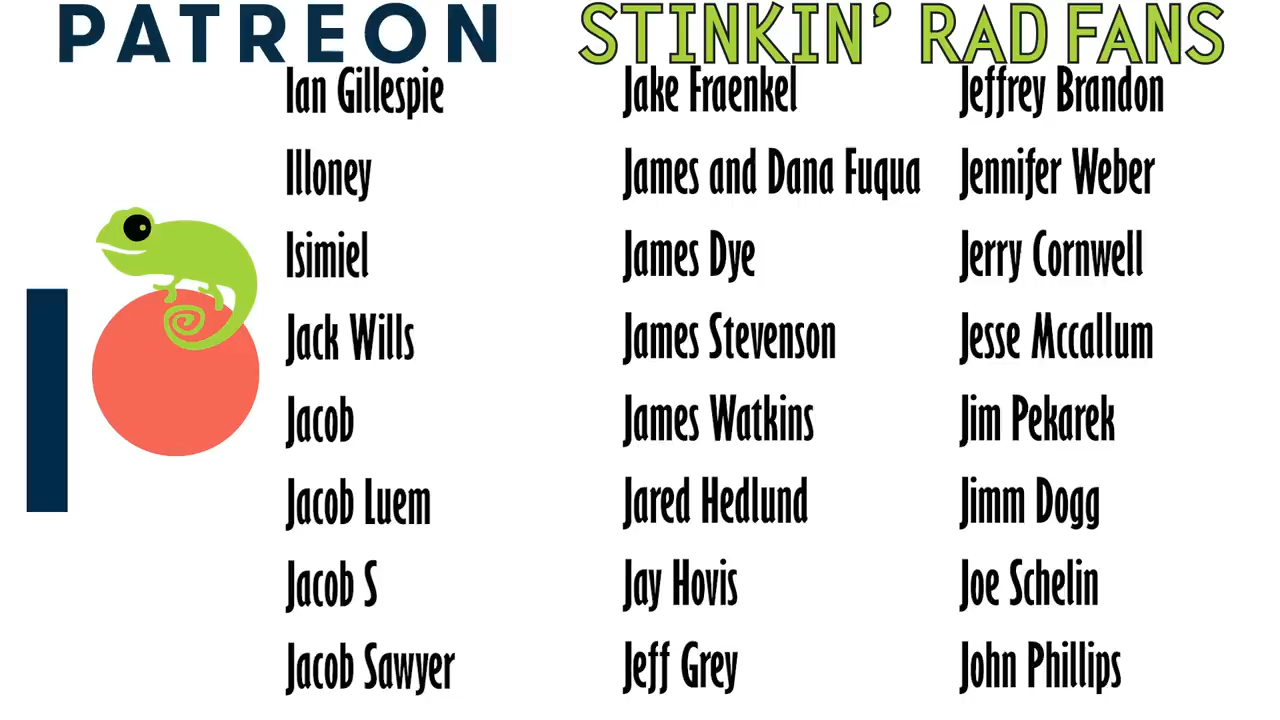 PATREON STINKIN' RAD FANS
Ian Gillespie
Illoney
Isimiel
Jack Wills
Jacob
Jacob Luem
Jacob S
Jacob Sawyer
Jake Fraenkel
James and Dana Fuqua
James Dye
James Stevenson
James Watkins
Jared Hedlund
Jay Hovis
Jeff Grey
Jeffrey Brandon
Jennifer Weber
Jerry Cornwell
Jesse Mccallum
Jim Pekarek
Jimm Dogg
Joe Schelin
John Phillips